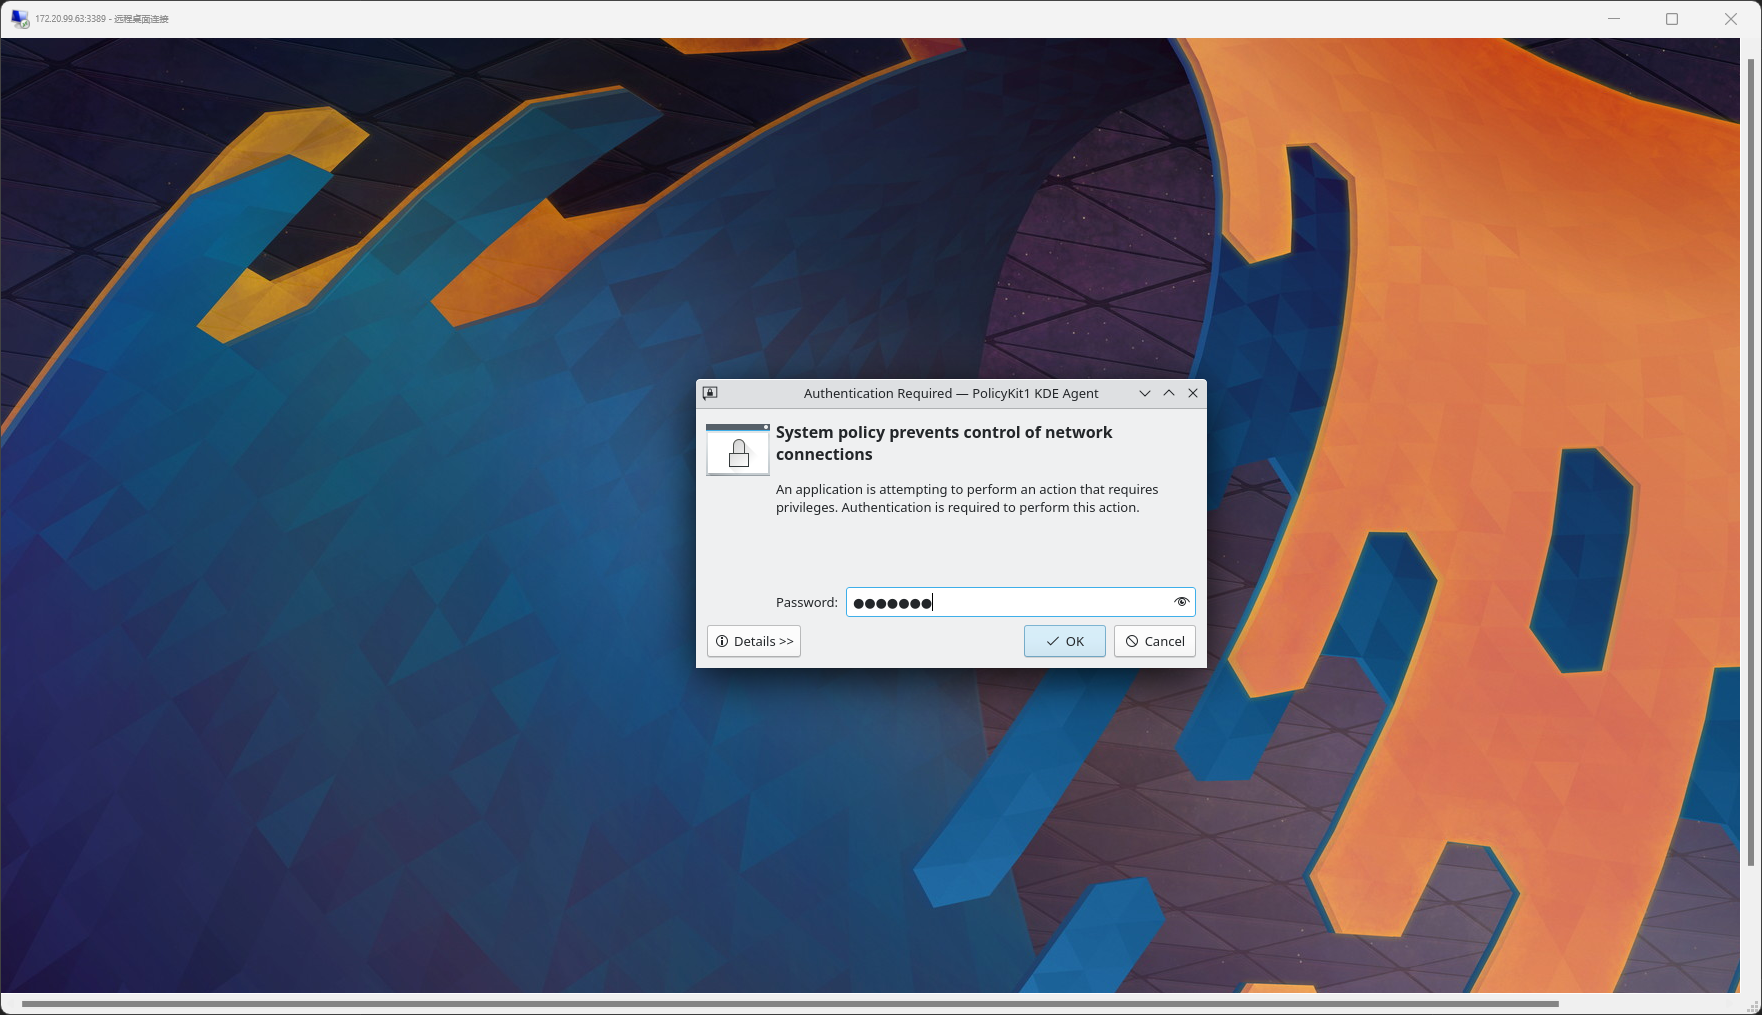 172.20.99.63:3389 - 远程桌面连接
Authentication Required — PolicyKit1 KDE Agent
System policy prevents control of network
connections
An application is attempting to perform an action that requires
privileges. Authentication is required to perform this action.
Password: ●●●●●●●
Details >>
OK
Cancel